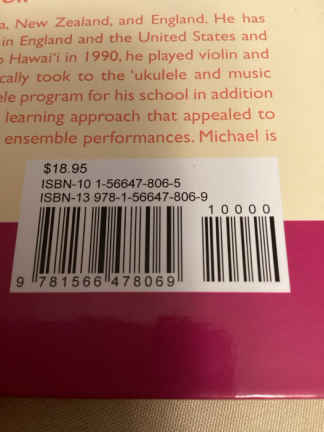 a, New Zealand, and England. He has
in England and the United States and
Hawai'i in 1990, he played violin and
cally took to the 'ukulele and music
ele program for his school in addition
learning approach that appealed to
ensemble performances. Michael is
$18.95
ISBN-10 1-56647-806-5
ISBN-13 978-1-56647-806-9
10000
9 781566 478069